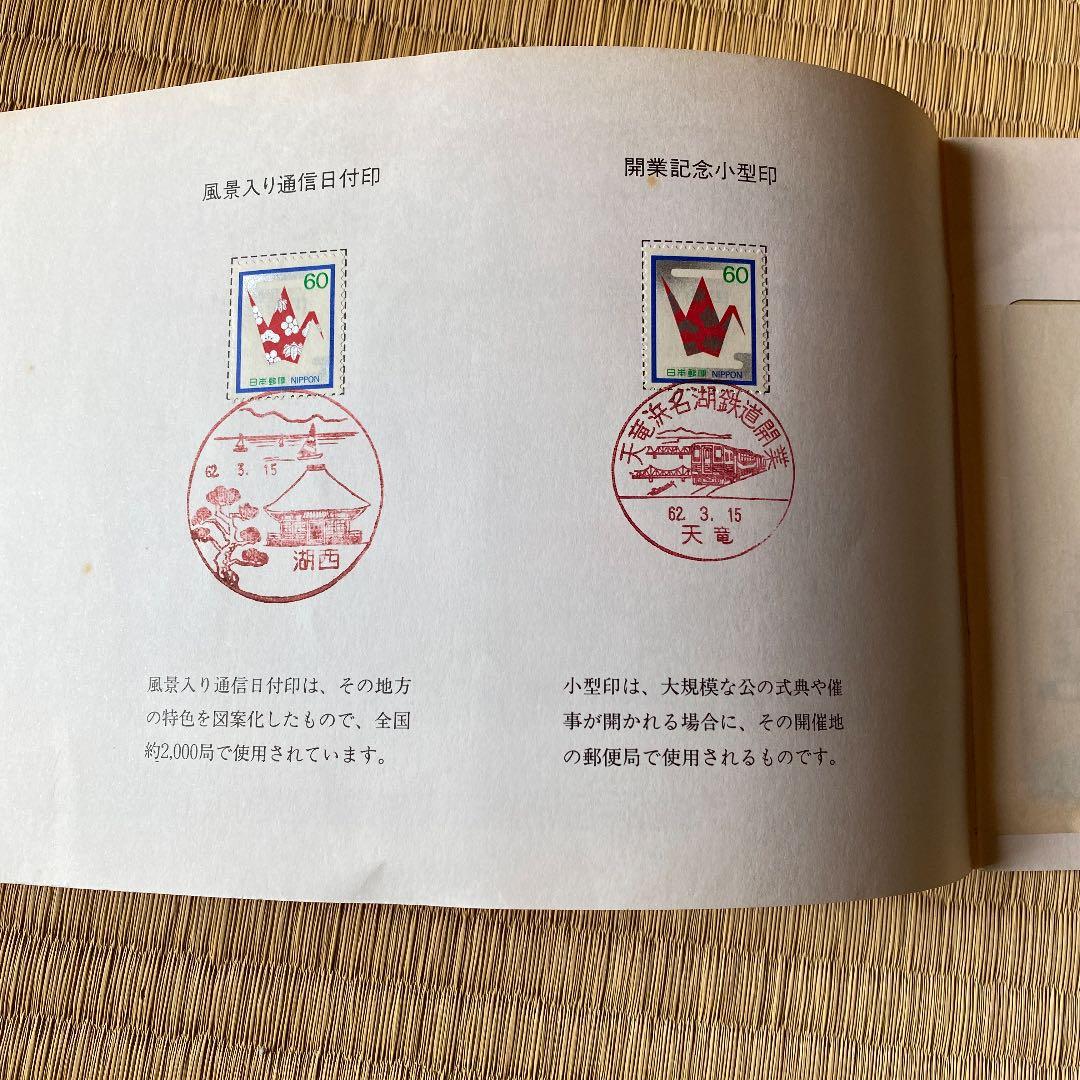 風景入り通信日付印
60
日本郵便 NIPPON
62. 3. 15
湖西
風景入り通信日付印は、その地方
の特色を図案化したもので、全国
約2,000局で使用されています。
開業記念小型印
60
日本郵便 NIPPON
天竜浜名湖鉄道開業
62. 3. 15
天竜
小型印は、大規模な公の式典や催
事が開かれる場合に、その開催地
の郵便局で使用されるものです。